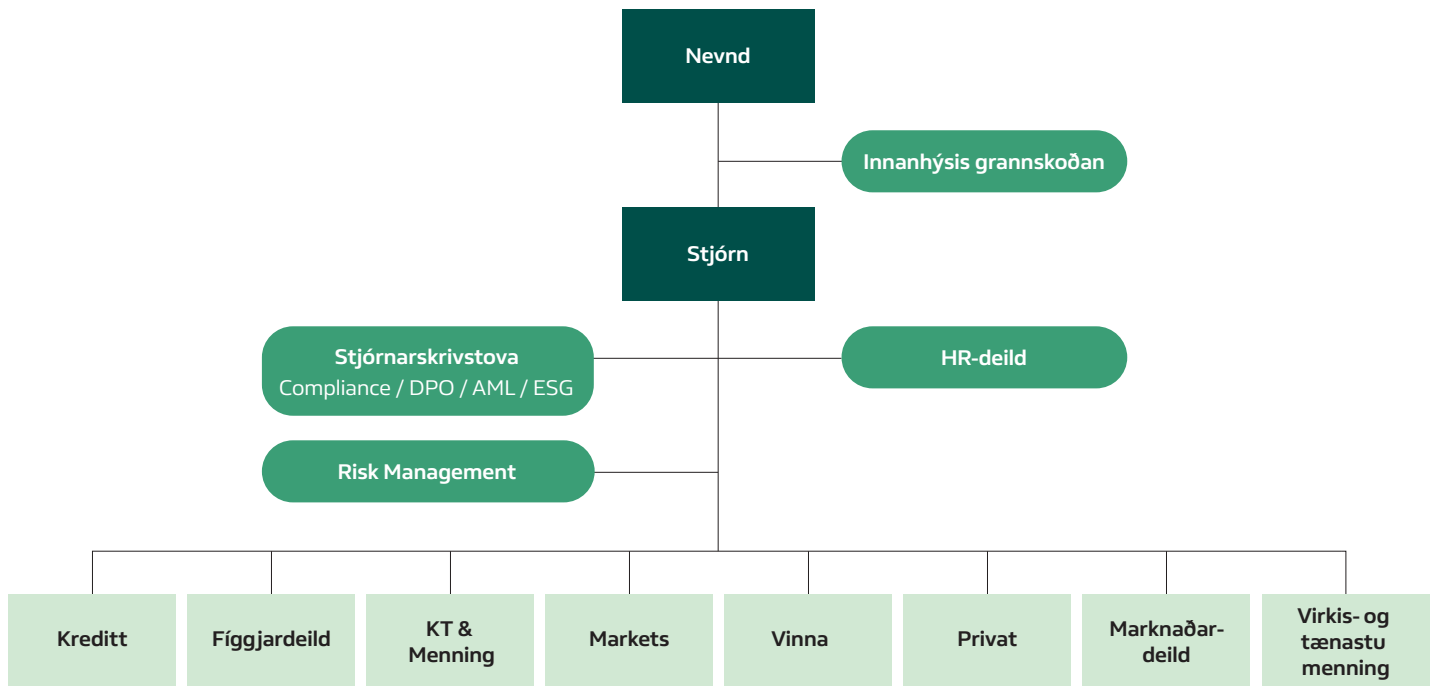 Nevnd
Innanhýsis grannskoðan
Stjórn
Stjórnarskrivstova
Compliance / DPO / AML / ESG
HR-deild
Risk Management
Kreditt
Fíggjardeild
KT &
Menning
Markets
Vinna
Privat
Marknaðar-
deild
Virkis- og
tænastu
menning